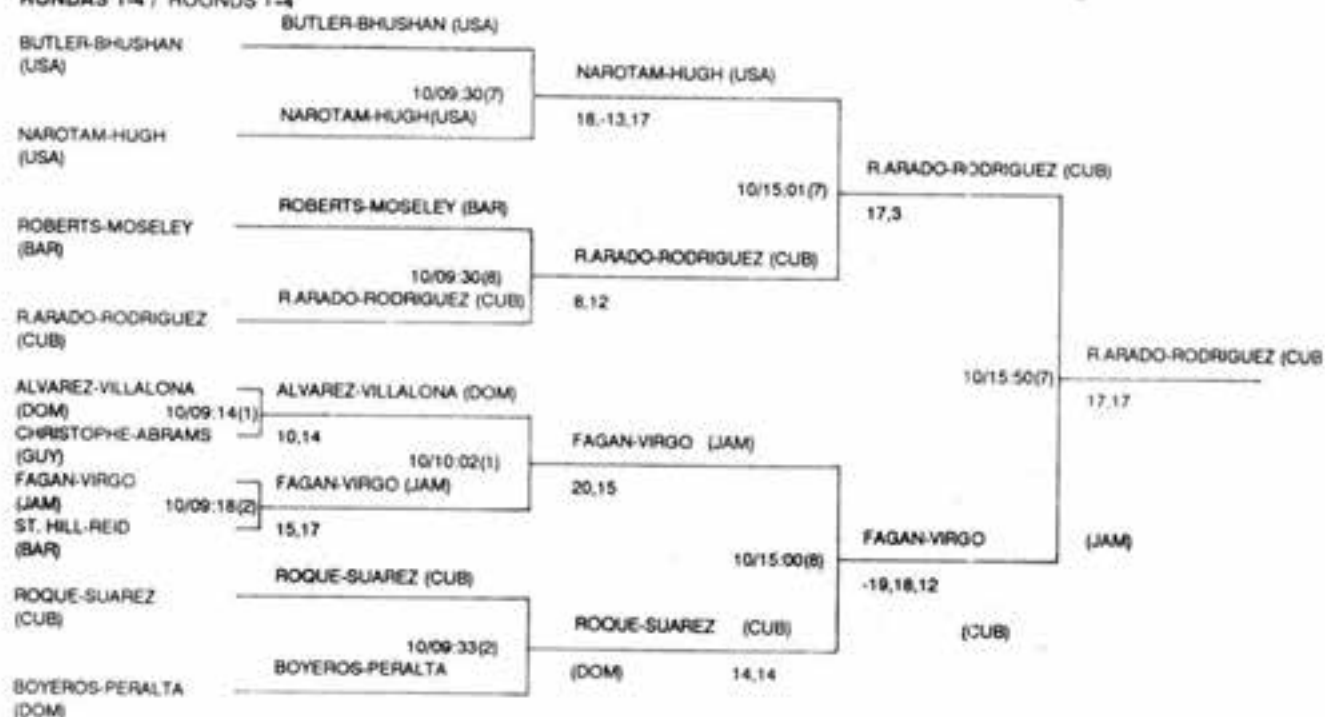 RONDAS 1-4 / ROUNDS 1-4
BUTLER-BHUSHAN
(USA)
BUTLER-BHUSHAN (USA)
10/09:30(7)
NAROTAM-HUGH(USA)
NAROTAM-HUGH
(USA)
NAROTAM-HUGH (USA)
18,-13,17
ROBERTS-MOSELEY
(BAR)
ROBERTS-MOSELEY (BAR)
10/09:30(8)
R.ARADO-RODRIGUEZ (CUB)
R.ARADO-RODRIGUEZ
(CUB)
R.ARADO-RODRIGUEZ (CUB)
8,12
10/15:01(7)
R.ARADO-RODRIGUEZ (CUB)
17,3
ALVAREZ-VILLALONA
(DOM)
10/09:14(1)
CHRISTOPHE-ABRAMS
(GUY)
ALVAREZ-VILLALONA (DOM)
10,14
10/10:02(1)
FAGAN-VIRGO
(JAM)
10/09:18(2)
ST. HILL-REID
(BAR)
FAGAN-VIRGO (JAM)
15,17
FAGAN-VIRGO (JAM)
20,15
ROQUE-SUAREZ
(CUB)
ROQUE-SUAREZ (CUB)
10/09:33(2)
BOYEROS-PERALTA
BOYEROS-PERALTA
(DOM)
ROQUE-SUAREZ (CUB)
(DOM) 14,14
10/15:00(8)
FAGAN-VIRGO (JAM)
-19,18,12
(CUB)
10/15:50(7)
R.ARADO-RODRIGUEZ (CUB
17,17